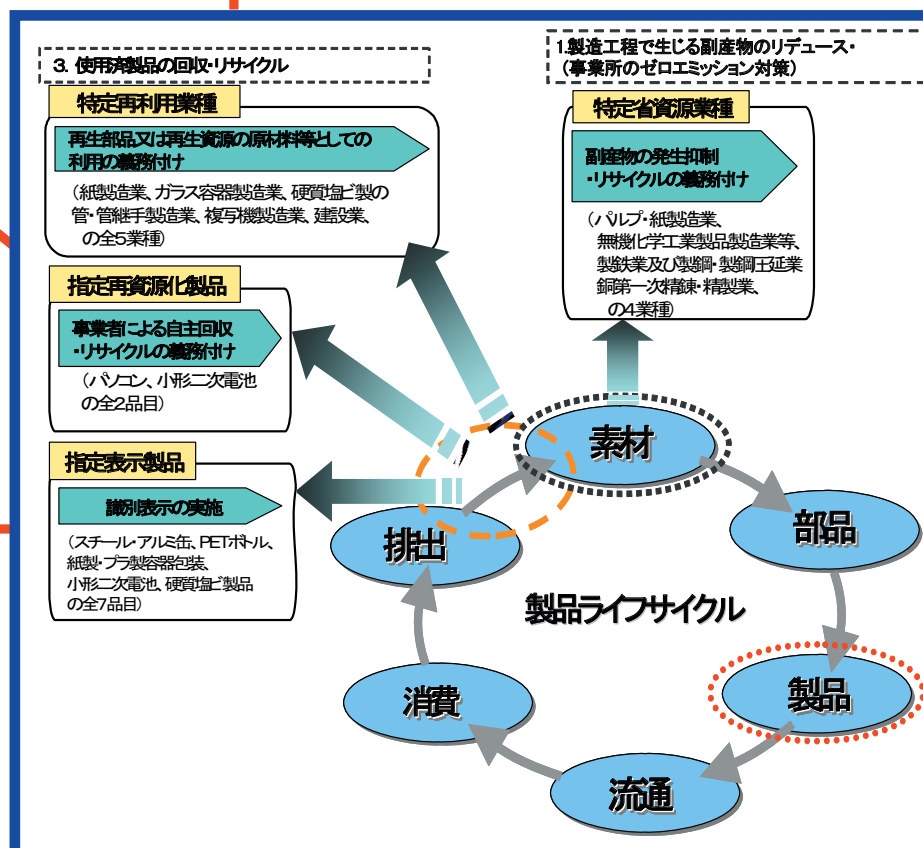 3. 使用済製品の回収・リサイクル
特定再利用業種
再生部品又は再生資源の原材料等としての
利用の義務付け
(紙製造業、ガラス容器製造業、硬質塩ビ製の
管・管継手製造業、複写機製造業、建設業、
の全5業種)
指定再資源化製品
事業者による自主回収
・リサイクルの義務付け
(パソコン、小形二次電池
の全2品目)
指定表示製品
識別表示の実施
(スチール・アルミ缶、PETボトル、
紙製・プラ製容器包装、
小形二次電池、硬質塩ビ製品
の全7品目)
1.製造工程で生じる副産物のリデュース・
(事業所のゼロエミッション対策)
特定省資源業種
副産物の発生抑制
・リサイクルの義務付け
(パルプ・紙製造業、
無機化学工業製品製造業等、
製鉄業及び製鋼・製鋼圧延業
銅第一次精錬・精製業、
の4業種)
素材
部品
排出
製品ライフサイクル
製品
消費
流通